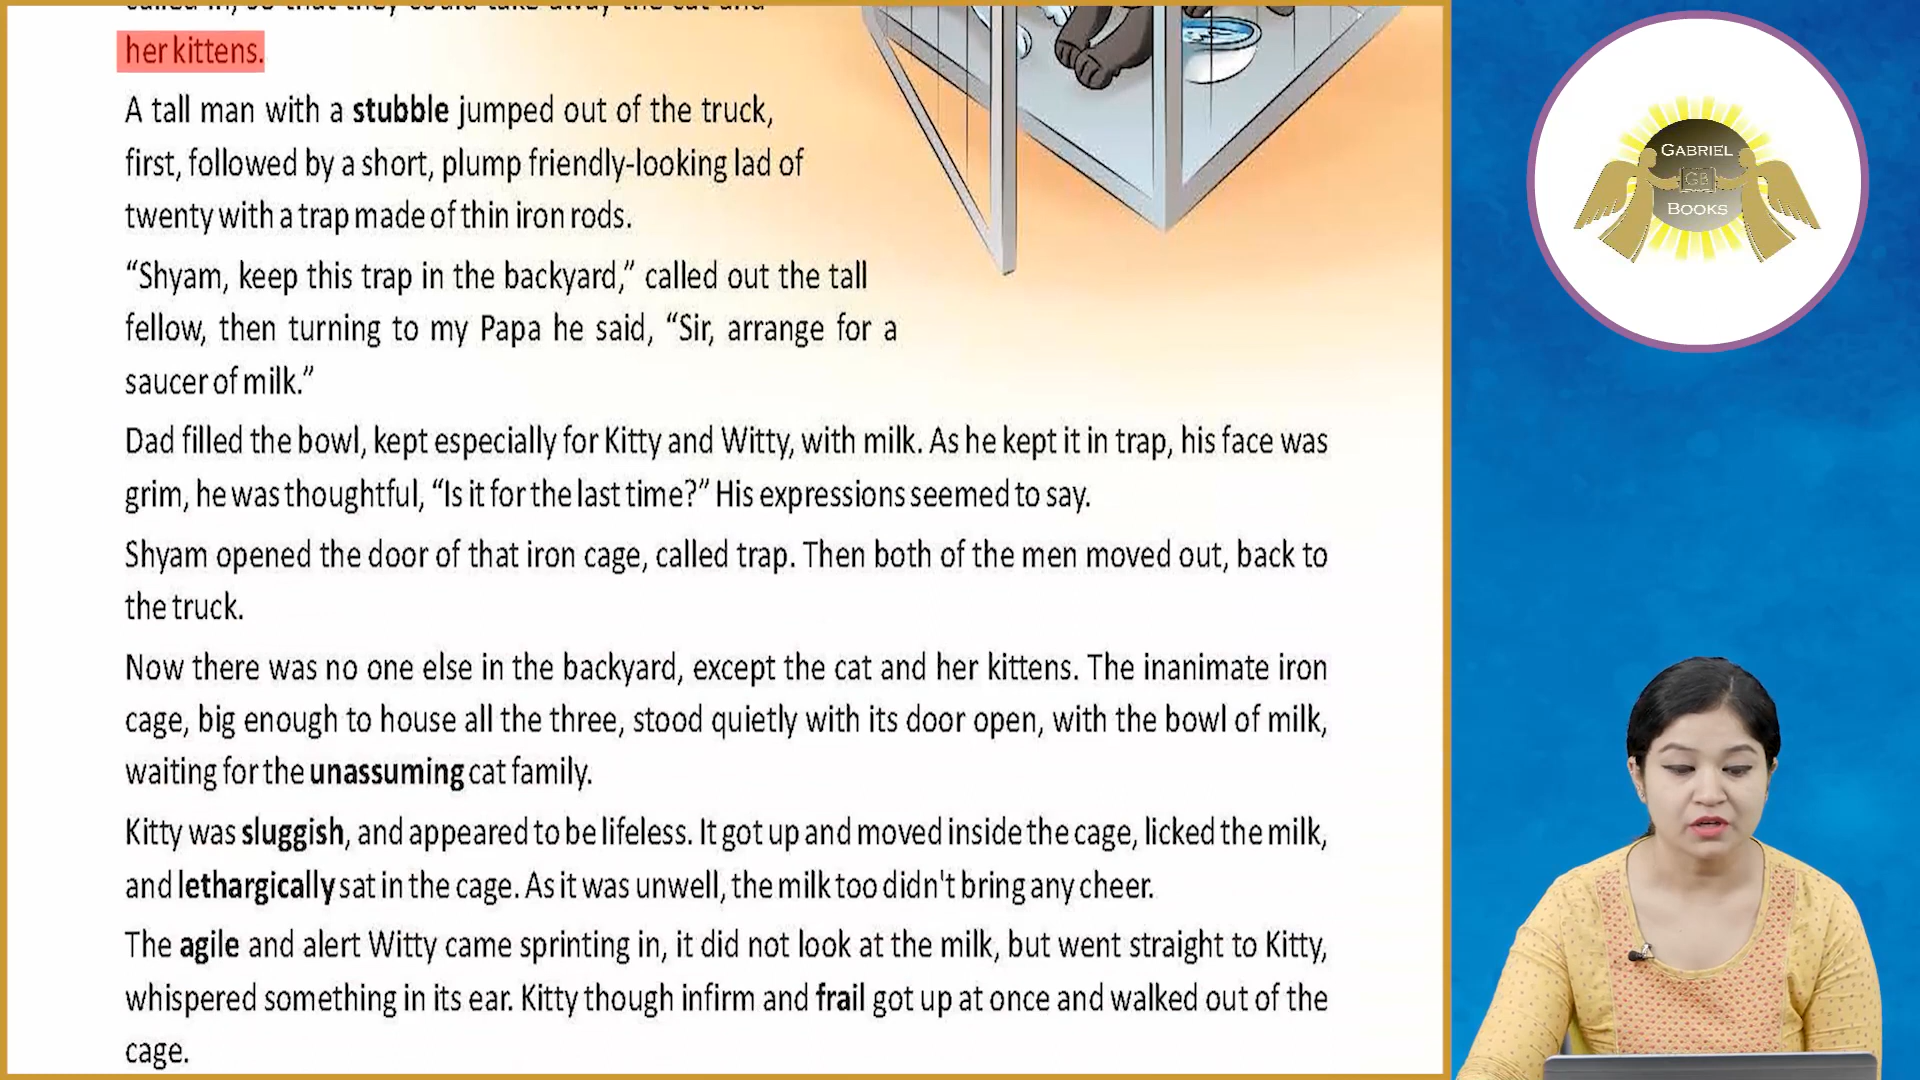 called in, so that they could take away the cat and
her kittens.
A tall man with a stubble jumped out of the truck,
first, followed by a short, plump friendly-looking lad of
twenty with a trap made of thin iron rods.
“Shyam, keep this trap in the backyard,” called out the tall
fellow, then turning to my Papa he said, “Sir, arrange for a
saucer of milk.”
Dad filled the bowl, kept especially for Kitty and Witty, with milk. As he kept it in trap, his face was
grim, he was thoughtful, “Is it for the last time?” His expressions seemed to say.
Shyam opened the door of that iron cage, called trap. Then both of the men moved out, back to
the truck.
Now there was no one else in the backyard, except the cat and her kittens. The inanimate iron
cage, big enough to house all the three, stood quietly with its door open, with the bowl of milk,
waiting for the unassuming cat family.
Kitty was sluggish, and appeared to be lifeless. It got up and moved inside the cage, licked the milk,
and lethargically sat in the cage. As it was unwell, the milk too didn't bring any cheer.
The agile and alert Witty came sprinting in, it did not look at the milk, but went straight to Kitty,
whispered something in its ear. Kitty though infirm and frail got up at once and walked out of the
cage.
GABRIEL
GB
BOOKS